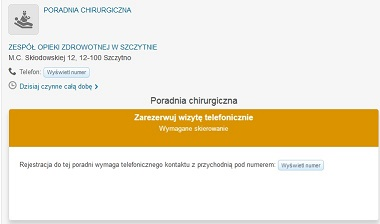 PORADNIA CHIRURGICZNA
ZESPÓŁ OPIEKI ZDROWOTNEJ W SZCZYTNIE
M.C. Skłodowskiej 12, 12-100 Szczytno
Telefon: Wyświetl numer
Dzisiaj czynne całą dobę >
Poradnia chirurgiczna
Zarezerwuj wizytę telefonicznie
Wymagane skierowanie
Rejestracja do tej poradni wymaga telefonicznego kontaktu z przychodnią pod numerem: Wyświetl numer